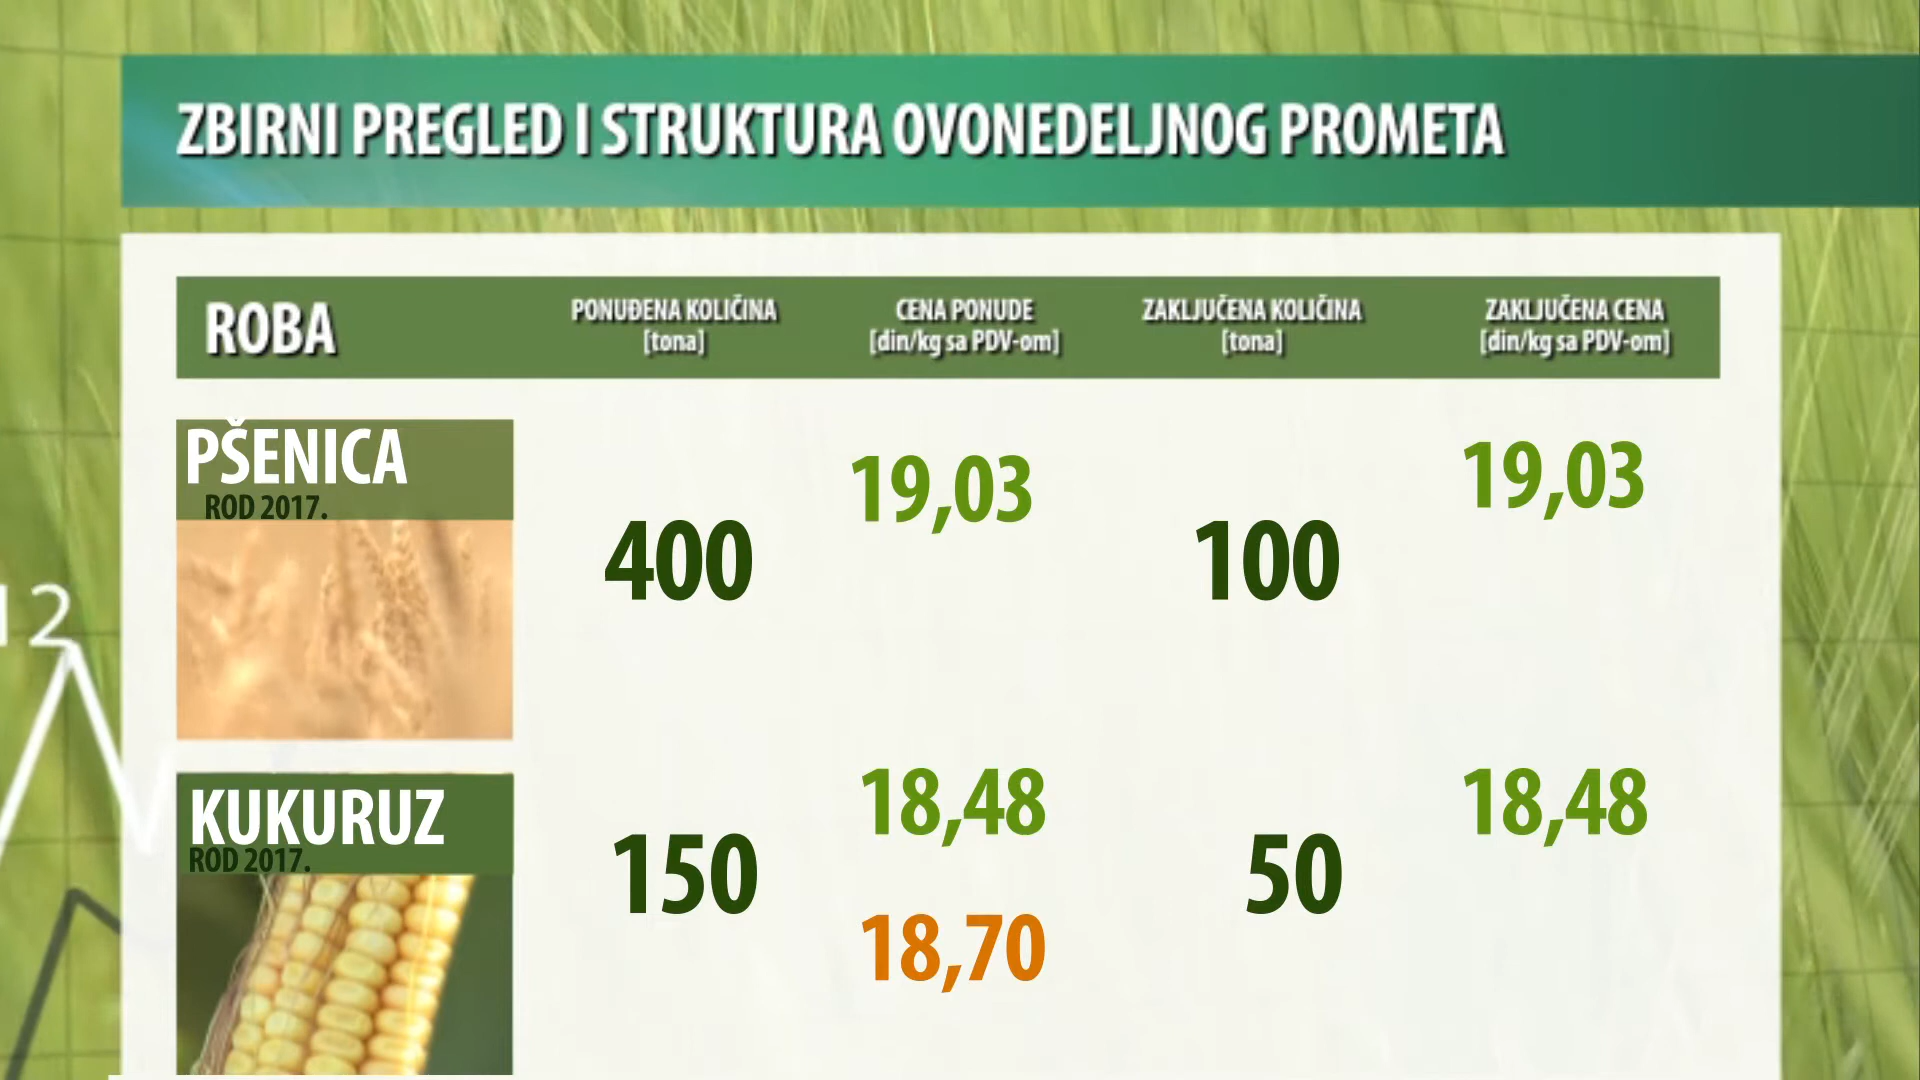 ZBIRNI PREGLED I STRUKTURA OVONEDELJNOG PROMETA
ROBA
PONUĐENA KOLIČINA
[tona]
CENA PONUDE
[din/kg sa PDV-om]
ZAKLJUČENA KOLIČINA
[tona]
ZAKLJUČENA CENA
[din/kg sa PDV-om]
PŠENICA
ROD 2017.
400
19,03
100
19,03
12
KUKURUZ
ROD 2017.
150
18,48
18,70
50
18,48